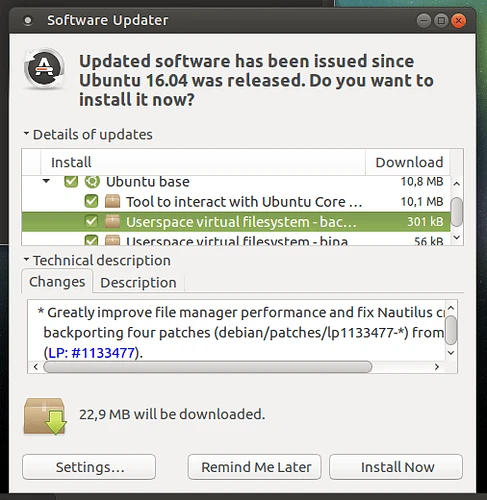 Software Updater
Updated software has been issued since
Ubuntu 16.04 was released. Do you want to
install it now?
Details of updates
Install Download
Ubuntu base 10,8 MB
Tool to interact with Ubuntu Core ... 10,1 MB
Userspace virtual filesystem - bac... 301 kB
Userspace virtual filesystem - bina 56 kB
Technical description
Changes Description
* Greatly improve file manager performance and fix Nautilus
backporting four patches (debian/patches/lp1133477-*) from
(LP: #1133477).
22,9 MB will be downloaded.
Settings... Remind Me Later Install Now